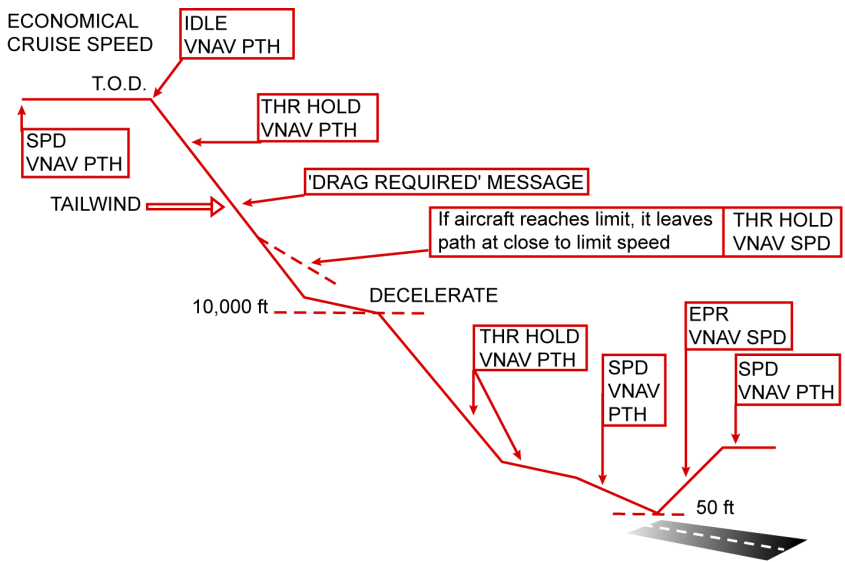 ECONOMICAL
CRUISE SPEED
IDLE
VNAV PTH
T.O.D.
THR HOLD
VNAV PTH
SPD
VNAV PTH
'DRAG REQUIRED' MESSAGE
TAILWIND
If aircraft reaches limit, it leaves
path at close to limit speed
THR HOLD
VNAV SPD
DECELERATE
10,000 ft
EPR
VNAV SPD
THR HOLD
VNAV PTH
SPD
VNAV
PTH
SPD
VNAV PTH
50 ft